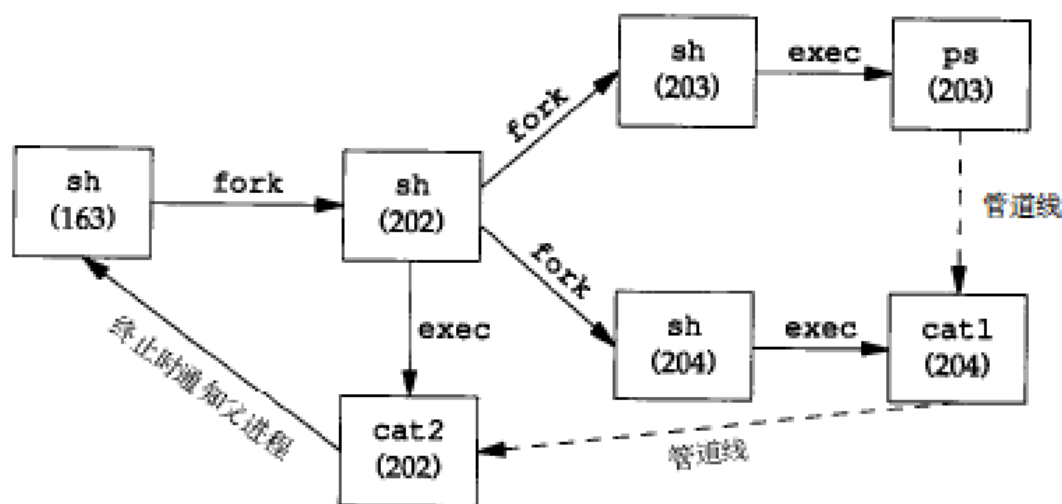 sh
(203)
exec
ps
(203)
fork
sh
(163)
fork
sh
(202)
管道线
fork
exec
sh
(204)
exec
cat1
(204)
终止时通知父进程
cat2
(202)
管道线